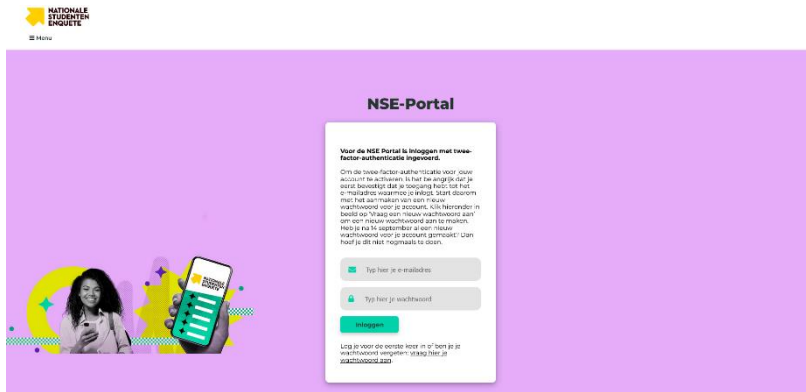 NATIONALE
STUDENTEN
ENQUÊTE
Menu
NSE-Portal
Voor de NSE Portal is inloggen met twee-
factor-authenticatie ingevoerd.
Om de twee-factor-authenticatie voor jouw
account te activeren, is het belangrijk dat je
eerst bevestigt dat je toegang hebt tot het
e-mailadres waarmee je inlogt. Start daarom
met het aanmaken van een nieuw
wachtwoord voor je account. Klik hieronder in
beeld op 'Vraag een nieuw wachtwoord aan'
om een nieuw wachtwoord aan te maken.
Heb je na 14 september al een nieuw
wachtwoord voor je account gemaakt? Dan
hoef je dit niet nogmaals te doen.
NATIONALE
STUDENTEN
ENQUÊTE
Typ hier je e-mailadres
Typ hier je wachtwoord
Inloggen
Log je voor de eerste keer in of ben je je
wachtwoord vergeten: vraag hier je
wachtwoord aan.